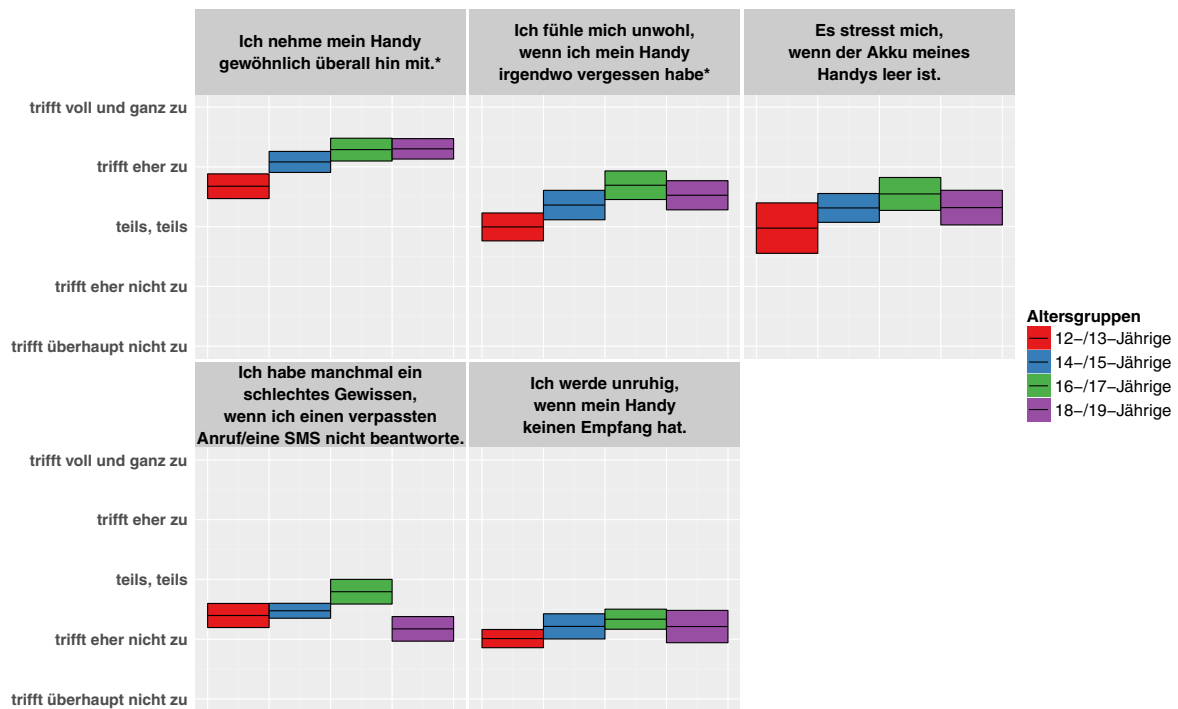 Ich nehme mein Handy
gewöhnlich überall hin mit.*
Ich fühle mich unwohl,
wenn ich mein Handy
irgendwo vergessen habe*
Es stresst mich,
wenn der Akku meines
Handys leer ist.
trifft voll und ganz zu
trifft eher zu
teils, teils
trifft eher nicht zu
trifft überhaupt nicht zu
Ich habe manchmal ein
schlechtes Gewissen,
wenn ich einen verpassten
Anruf/eine SMS nicht beantworte.
Ich werde unruhig,
wenn mein Handy
keinen Empfang hat.
trifft voll und ganz zu
trifft eher zu
teils, teils
trifft eher nicht zu
trifft überhaupt nicht zu
Altersgruppen
12–/13–Jährige
14–/15–Jährige
16–/17–Jährige
18–/19–Jährige